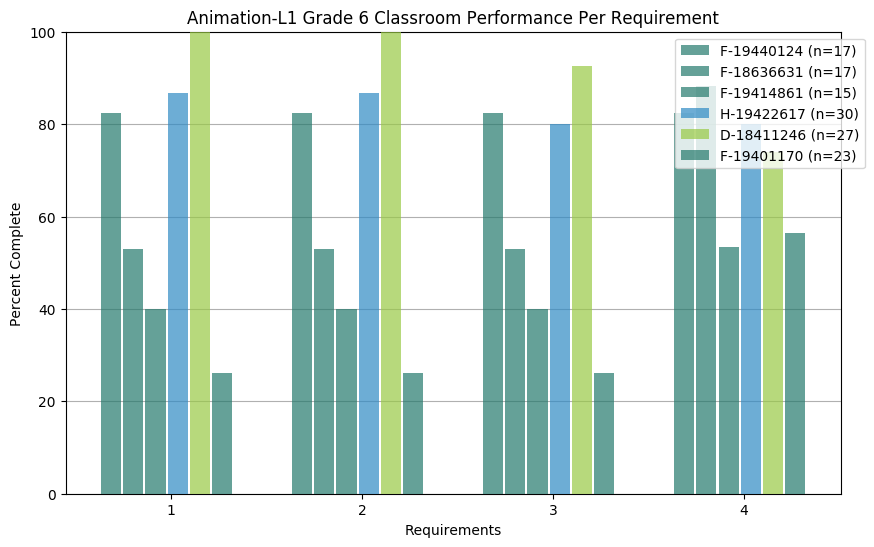 Animation-L1 Grade 6 Classroom Performance Per Requirement
100
80
60
40
20
0
Percent Complete
F-19440124 (n=17)
F-18636631 (n=17)
F-19414861 (n=15)
H-19422617 (n=30)
D-18411246 (n=27)
F-19401170 (n=23)
1 2 3 4
Requirements